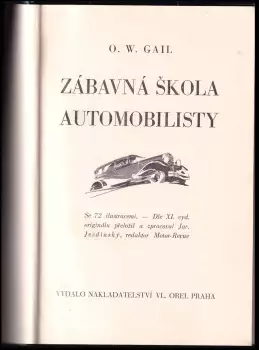 O. W. GAIL
ZÁBAVNÁ ŠKOLA
AUTOMOBILISTY
Se 72 ilustracemi. — Dle XI. vyd.
originálu přeložil a zpracoval Jar.
Jezdinský, redaktor Motor-Revue
VYDALO NAKLADATELSTVÍ VL. OREL PRAHA